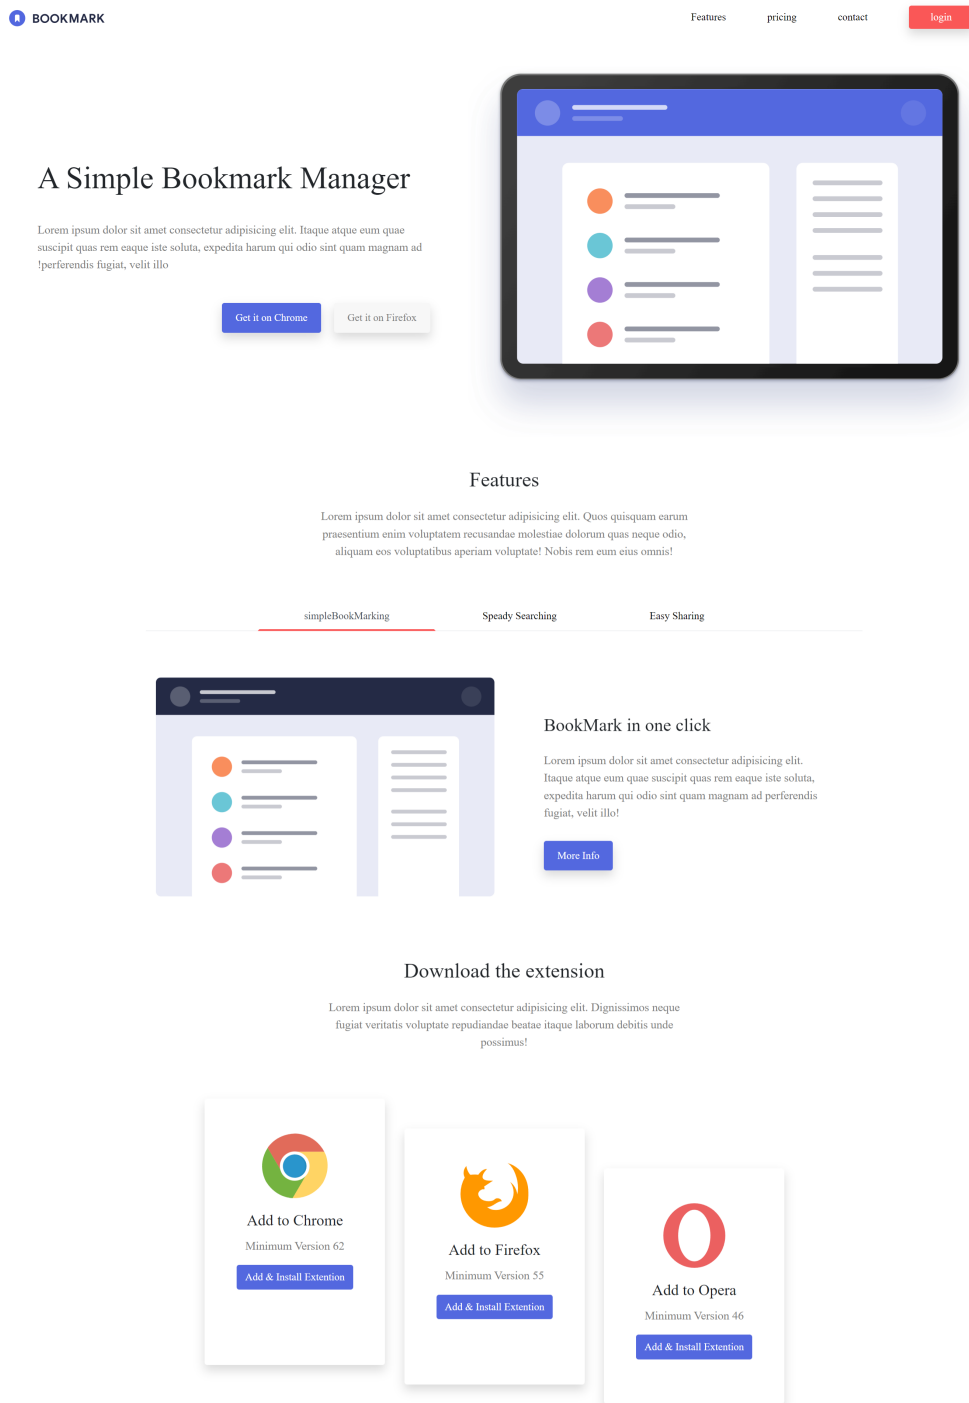 BOOKMARK
Features
pricing
contact
login
A Simple Bookmark Manager
Lorem ipsum dolor sit amet consectetur adipisicing elit. Itaque atque eum quae
suscipit quas rem eaque iste soluta, expedita harum qui odio sint quam magnam ad
!perferendis fugiat, velit illo
Get it on Chrome
Get it on Firefox
Features
Lorem ipsum dolor sit amet consectetur adipisicing elit. Quos quisquam earum
praesentium enim voluptatem recusandae molestiae dolorum quas neque odio,
aliquam eos voluptatibus aperiam voluptate! Nobis rem eum eius omnis!
simpleBookMarking
Speady Searching
Easy Sharing
BookMark in one click
Lorem ipsum dolor sit amet consectetur adipisicing elit.
Itaque atque eum quae suscipit quas rem eaque iste soluta,
expedita harum qui odio sint quam magnam ad perferendis
fugiat, velit illo!
More Info
Download the extension
Lorem ipsum dolor sit amet consectetur adipisicing elit. Dignissimos neque
fugiat veritatis voluptate repudiandae beatae itaque laborum debitis unde
possimus!
Add to Chrome
Minimum Version 62
Add & Install Extention
Add to Firefox
Minimum Version 55
Add & Install Extention
Add to Opera
Minimum Version 46
Add & Install Extention